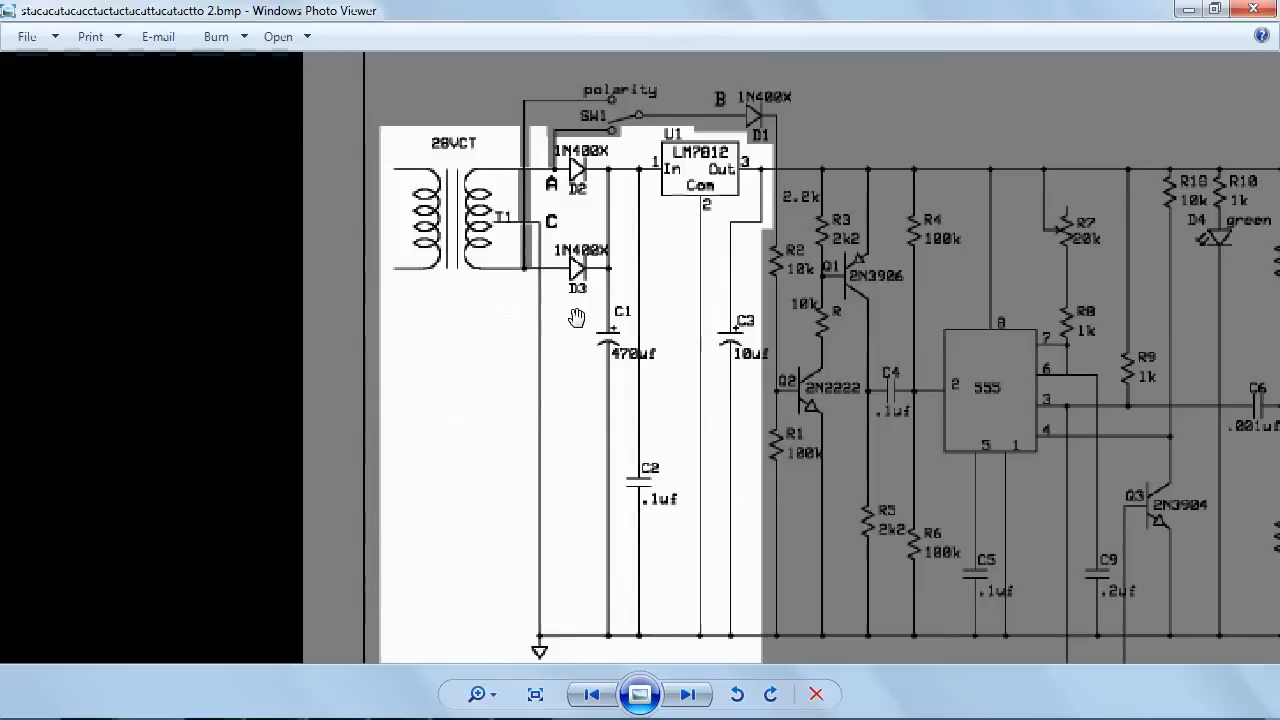 stucacatacacctactactacattacatactto 2.bmp - Windows Photo Viewer
File Print E-mail Burn Open
polarity
B 1N400X
SW1
D1
28VCT
U1
1N400X
LM7812
1 In Out 3
A
D2
Com
2
T1 C
1N400X
D3
C1
470uf
C2
.1uf
C3
10uf
2.2k
R3
2k2
R2
10k
Q1
2N3906
10k R
Q2
2N2222
R1
100k
R4
100k
C4
.1uf
R5
2k2
R6
100k
8
7
6
2 555
3
4
5 1
C5
.1uf
R7
20k
R8
1k
R9
1k
C9
.2uf
R18 R10
10k 1k
D4 green
C6
.001uf
Q3
2N3904